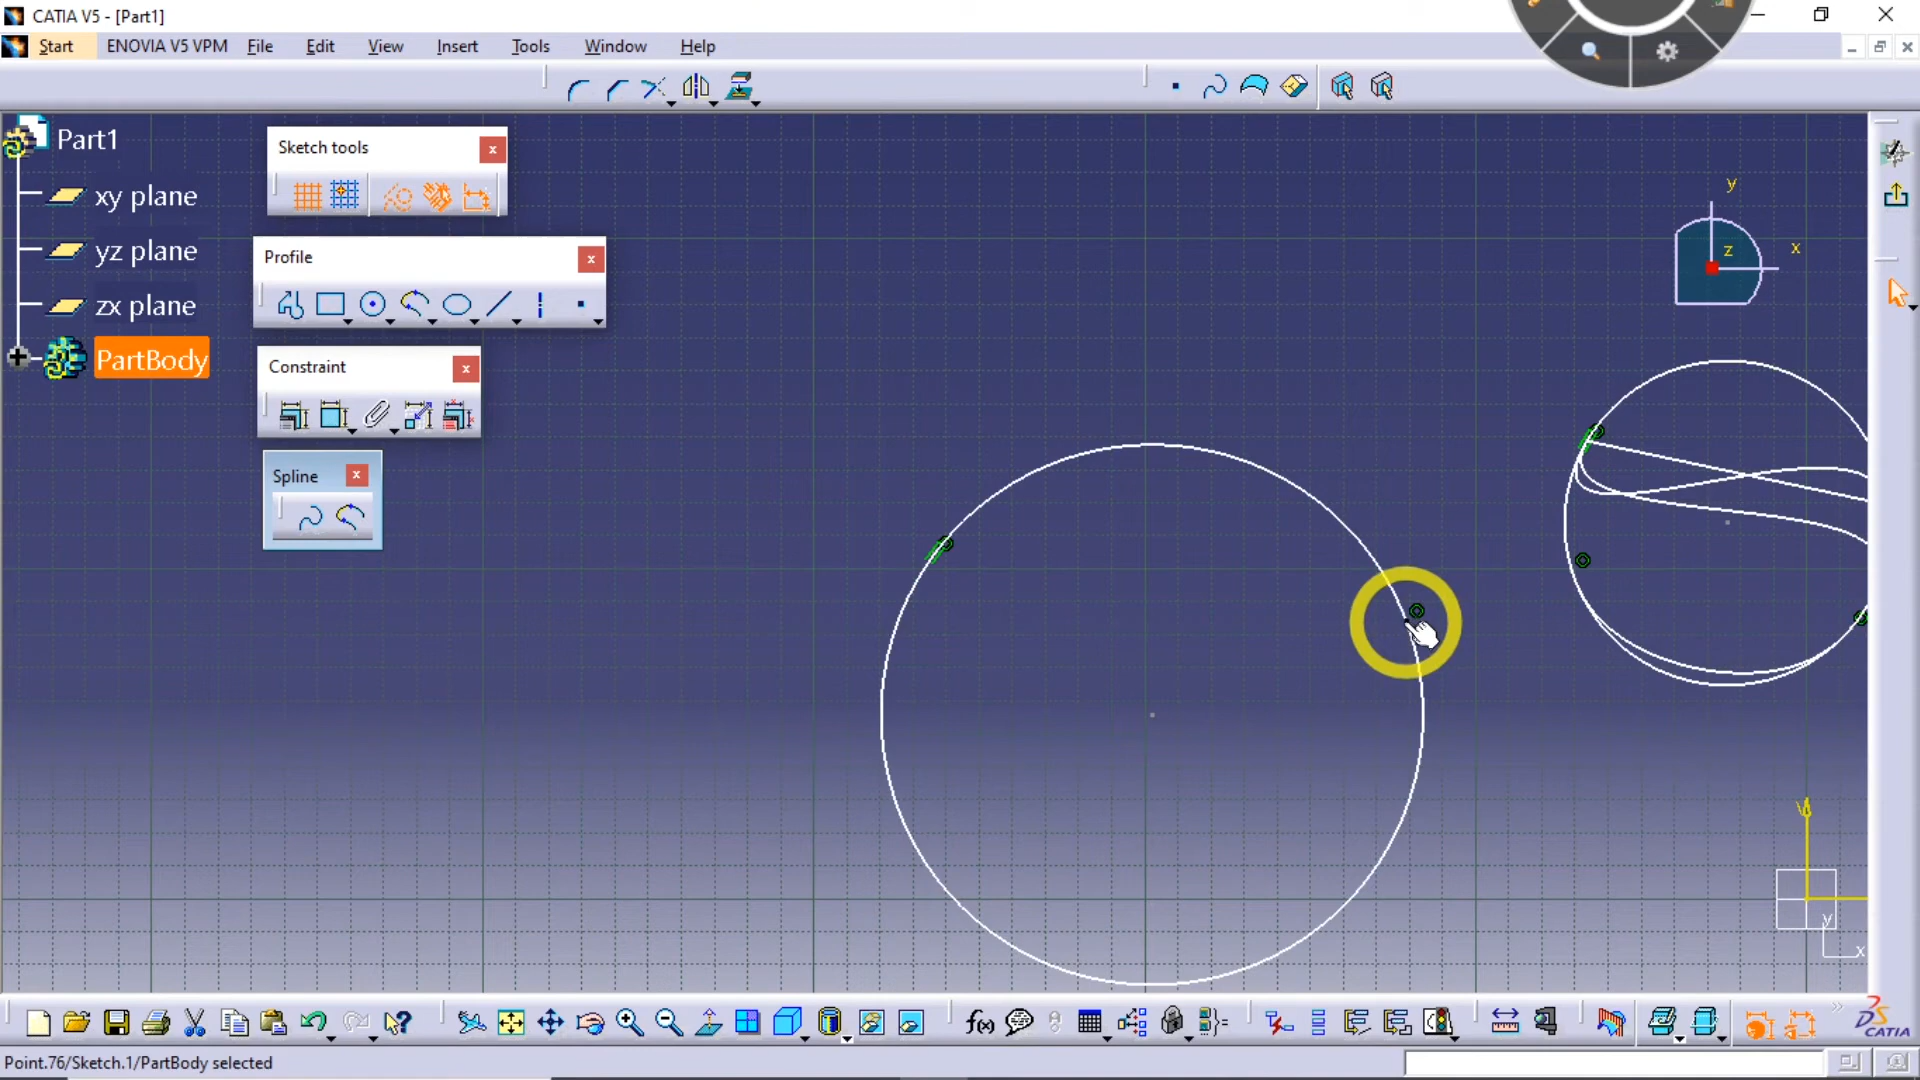 CATIA V5 - [Part1]
Start ENOVIA V5 VPM File Edit View Insert Tools Window Help
Part1
xy plane
yz plane
zx plane
PartBody
Sketch tools
Profile
Constraint
Spline
y
z
x
y
x
f(x)
CATIA
Point.76/Sketch.1/PartBody selected